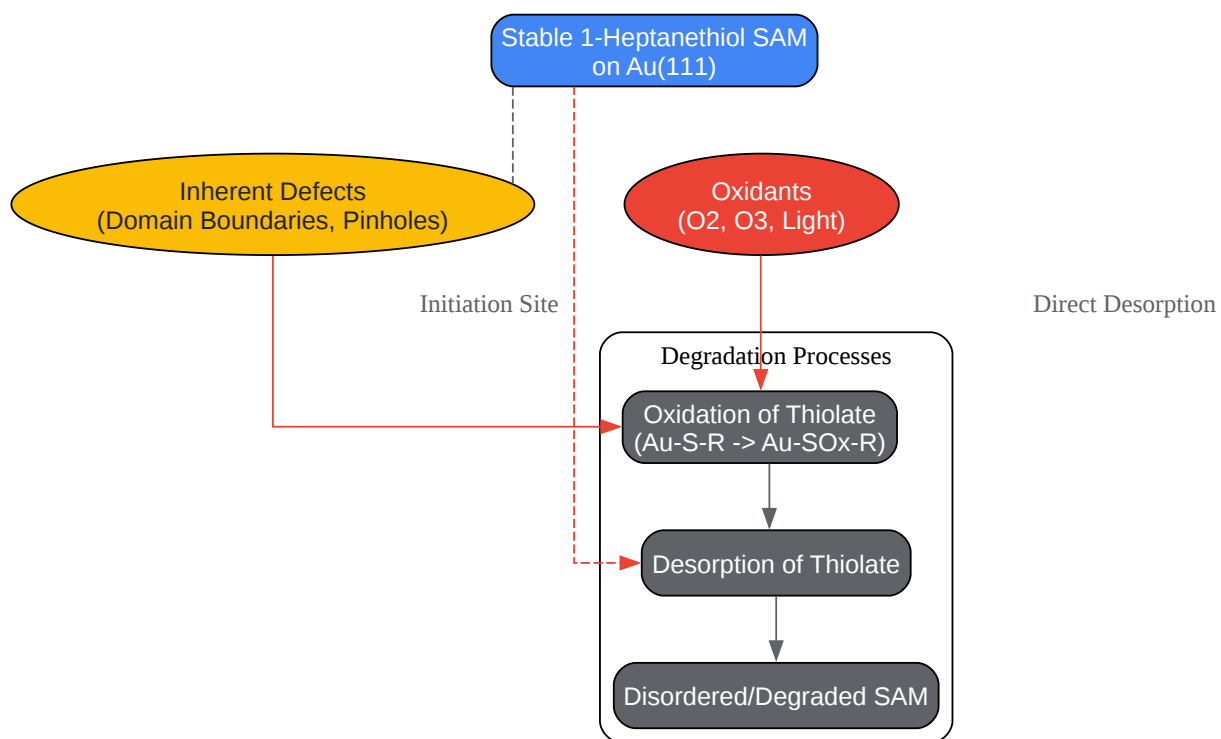 Stable 1-Heptanethiol SAM
on Au(111)
Inherent Defects
(Domain Boundaries, Pinholes)
Oxidants
(O2, O3, Light)
Initiation Site
Direct Desorption
Degradation Processes
Oxidation of Thiolate
(Au-S-R -> Au-SOx-R)
Desorption of Thiolate
Disordered/Degraded SAM